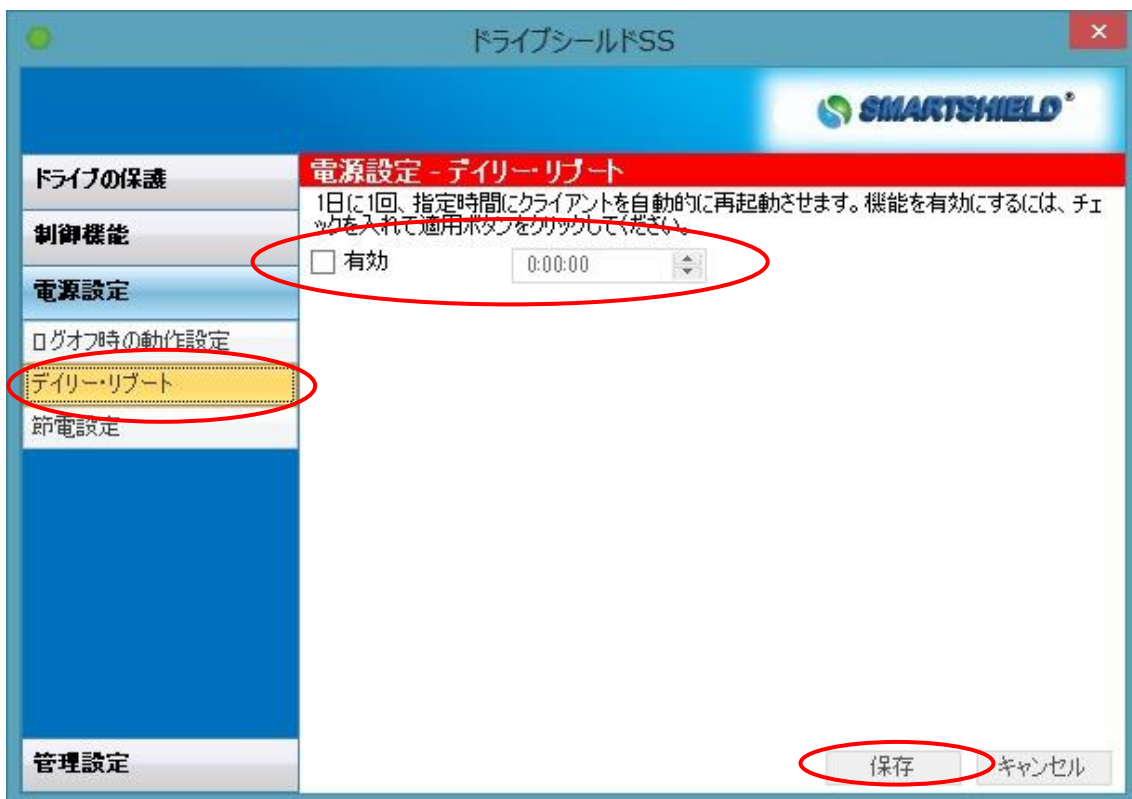 ドライブシールドSS
SMARTSHIELD®
ドライブの保護
制御機能
電源設定
ログオフ時の動作設定
デイリー・リブート
節電設定
管理設定
電源設定 - デイリー・リブート
1日に1回、指定時間にクライアントを自動的に再起動させます。機能を有効にするには、チェ
ックを入れて適用ボタンをクリックしてください。
有効 0:00:00
保存 キャンセル